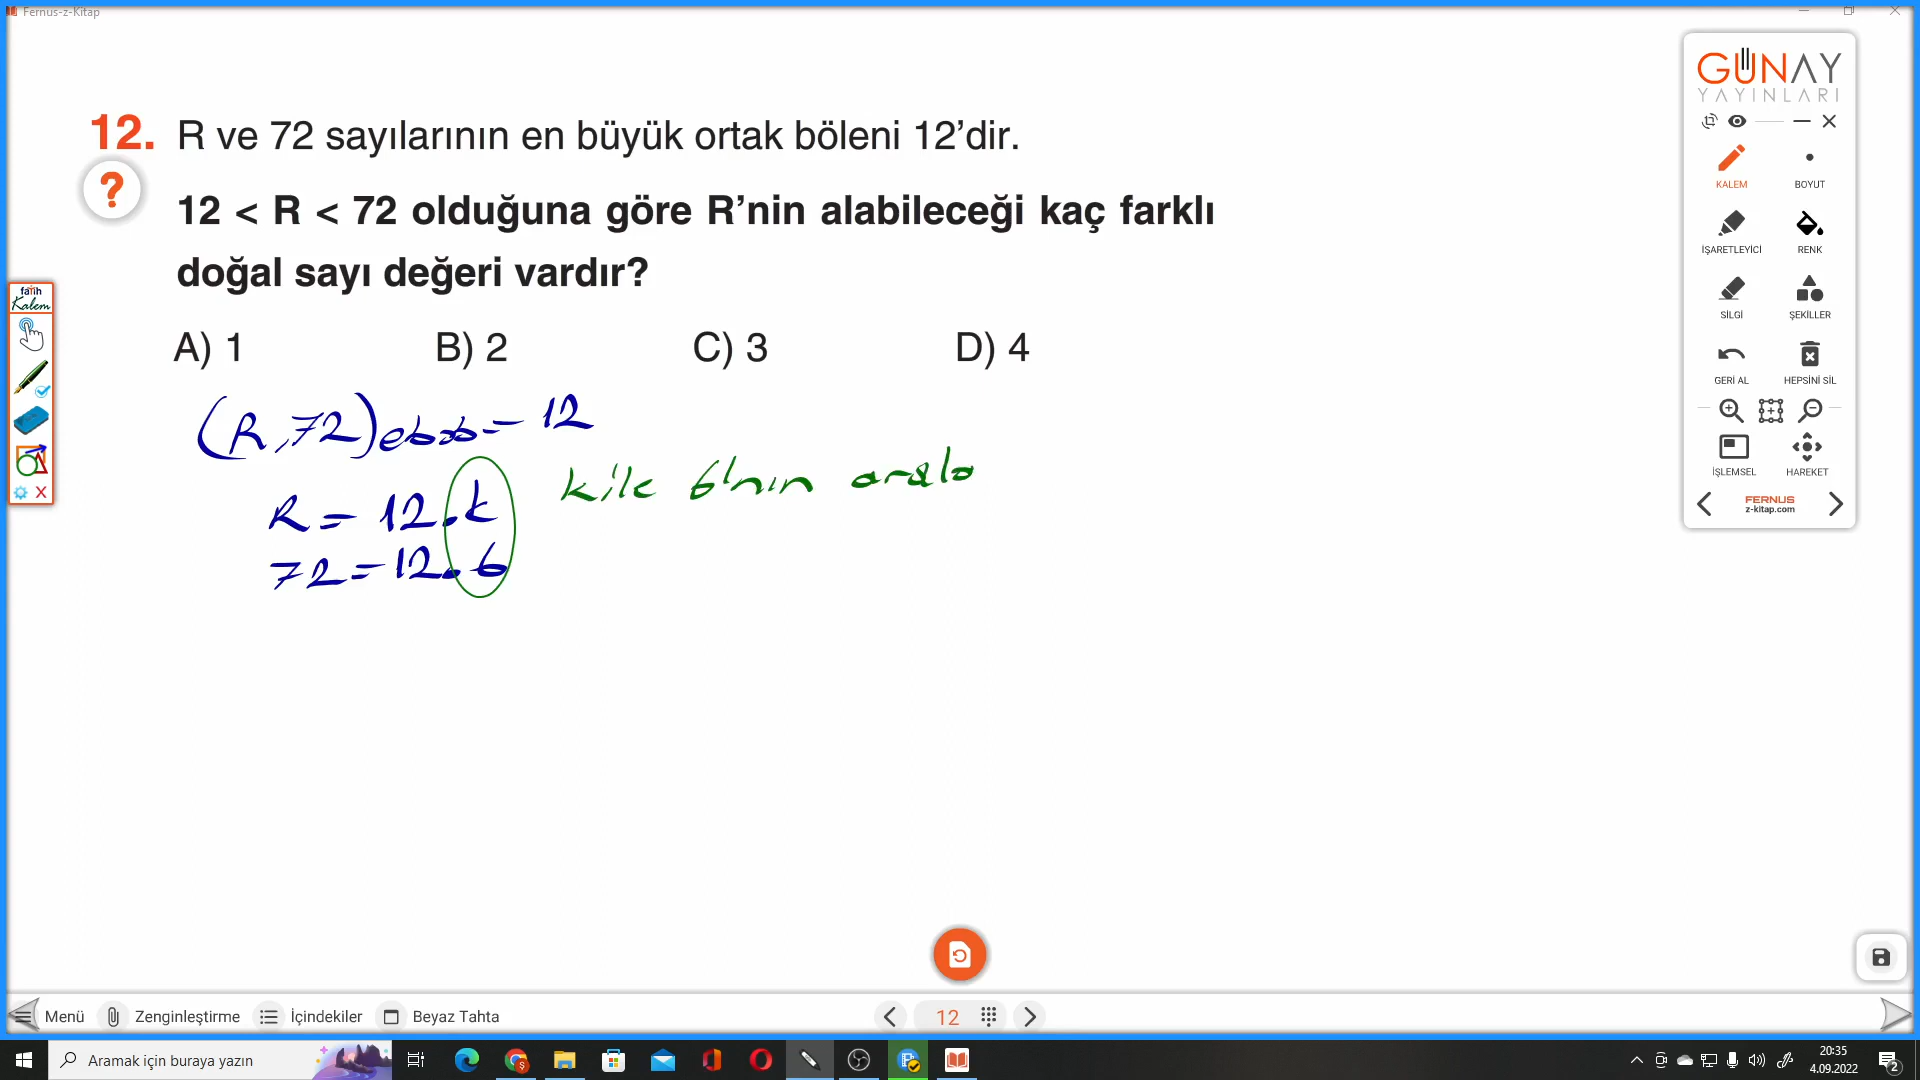 Fernus-z-Kitap
12. R ve 72 sayılarının en büyük ortak böleni 12’dir.
?
12 < R < 72 olduğuna göre R’nin alabileceği kaç farklı
doğal sayı değeri vardır?
A) 1 B) 2 C) 3 D) 4
(R,72)ebob=12
k ile 6'nın arala
R = 12.k
72=12.6
fatih
Kalem
GÜNAY
YAYINLARI
KALEM BOYUT
İŞARETLEYİCİ RENK
SİLGİ ŞEKİLLER
GERİ AL HEPSİNİ SİL
İŞLEMSEL HAREKET
FERNUS
z-kitap.com
Menü Zenginleştirme İçindekiler Beyaz Tahta 12
Aramak için buraya yazın
20:35
4.09.2022
2